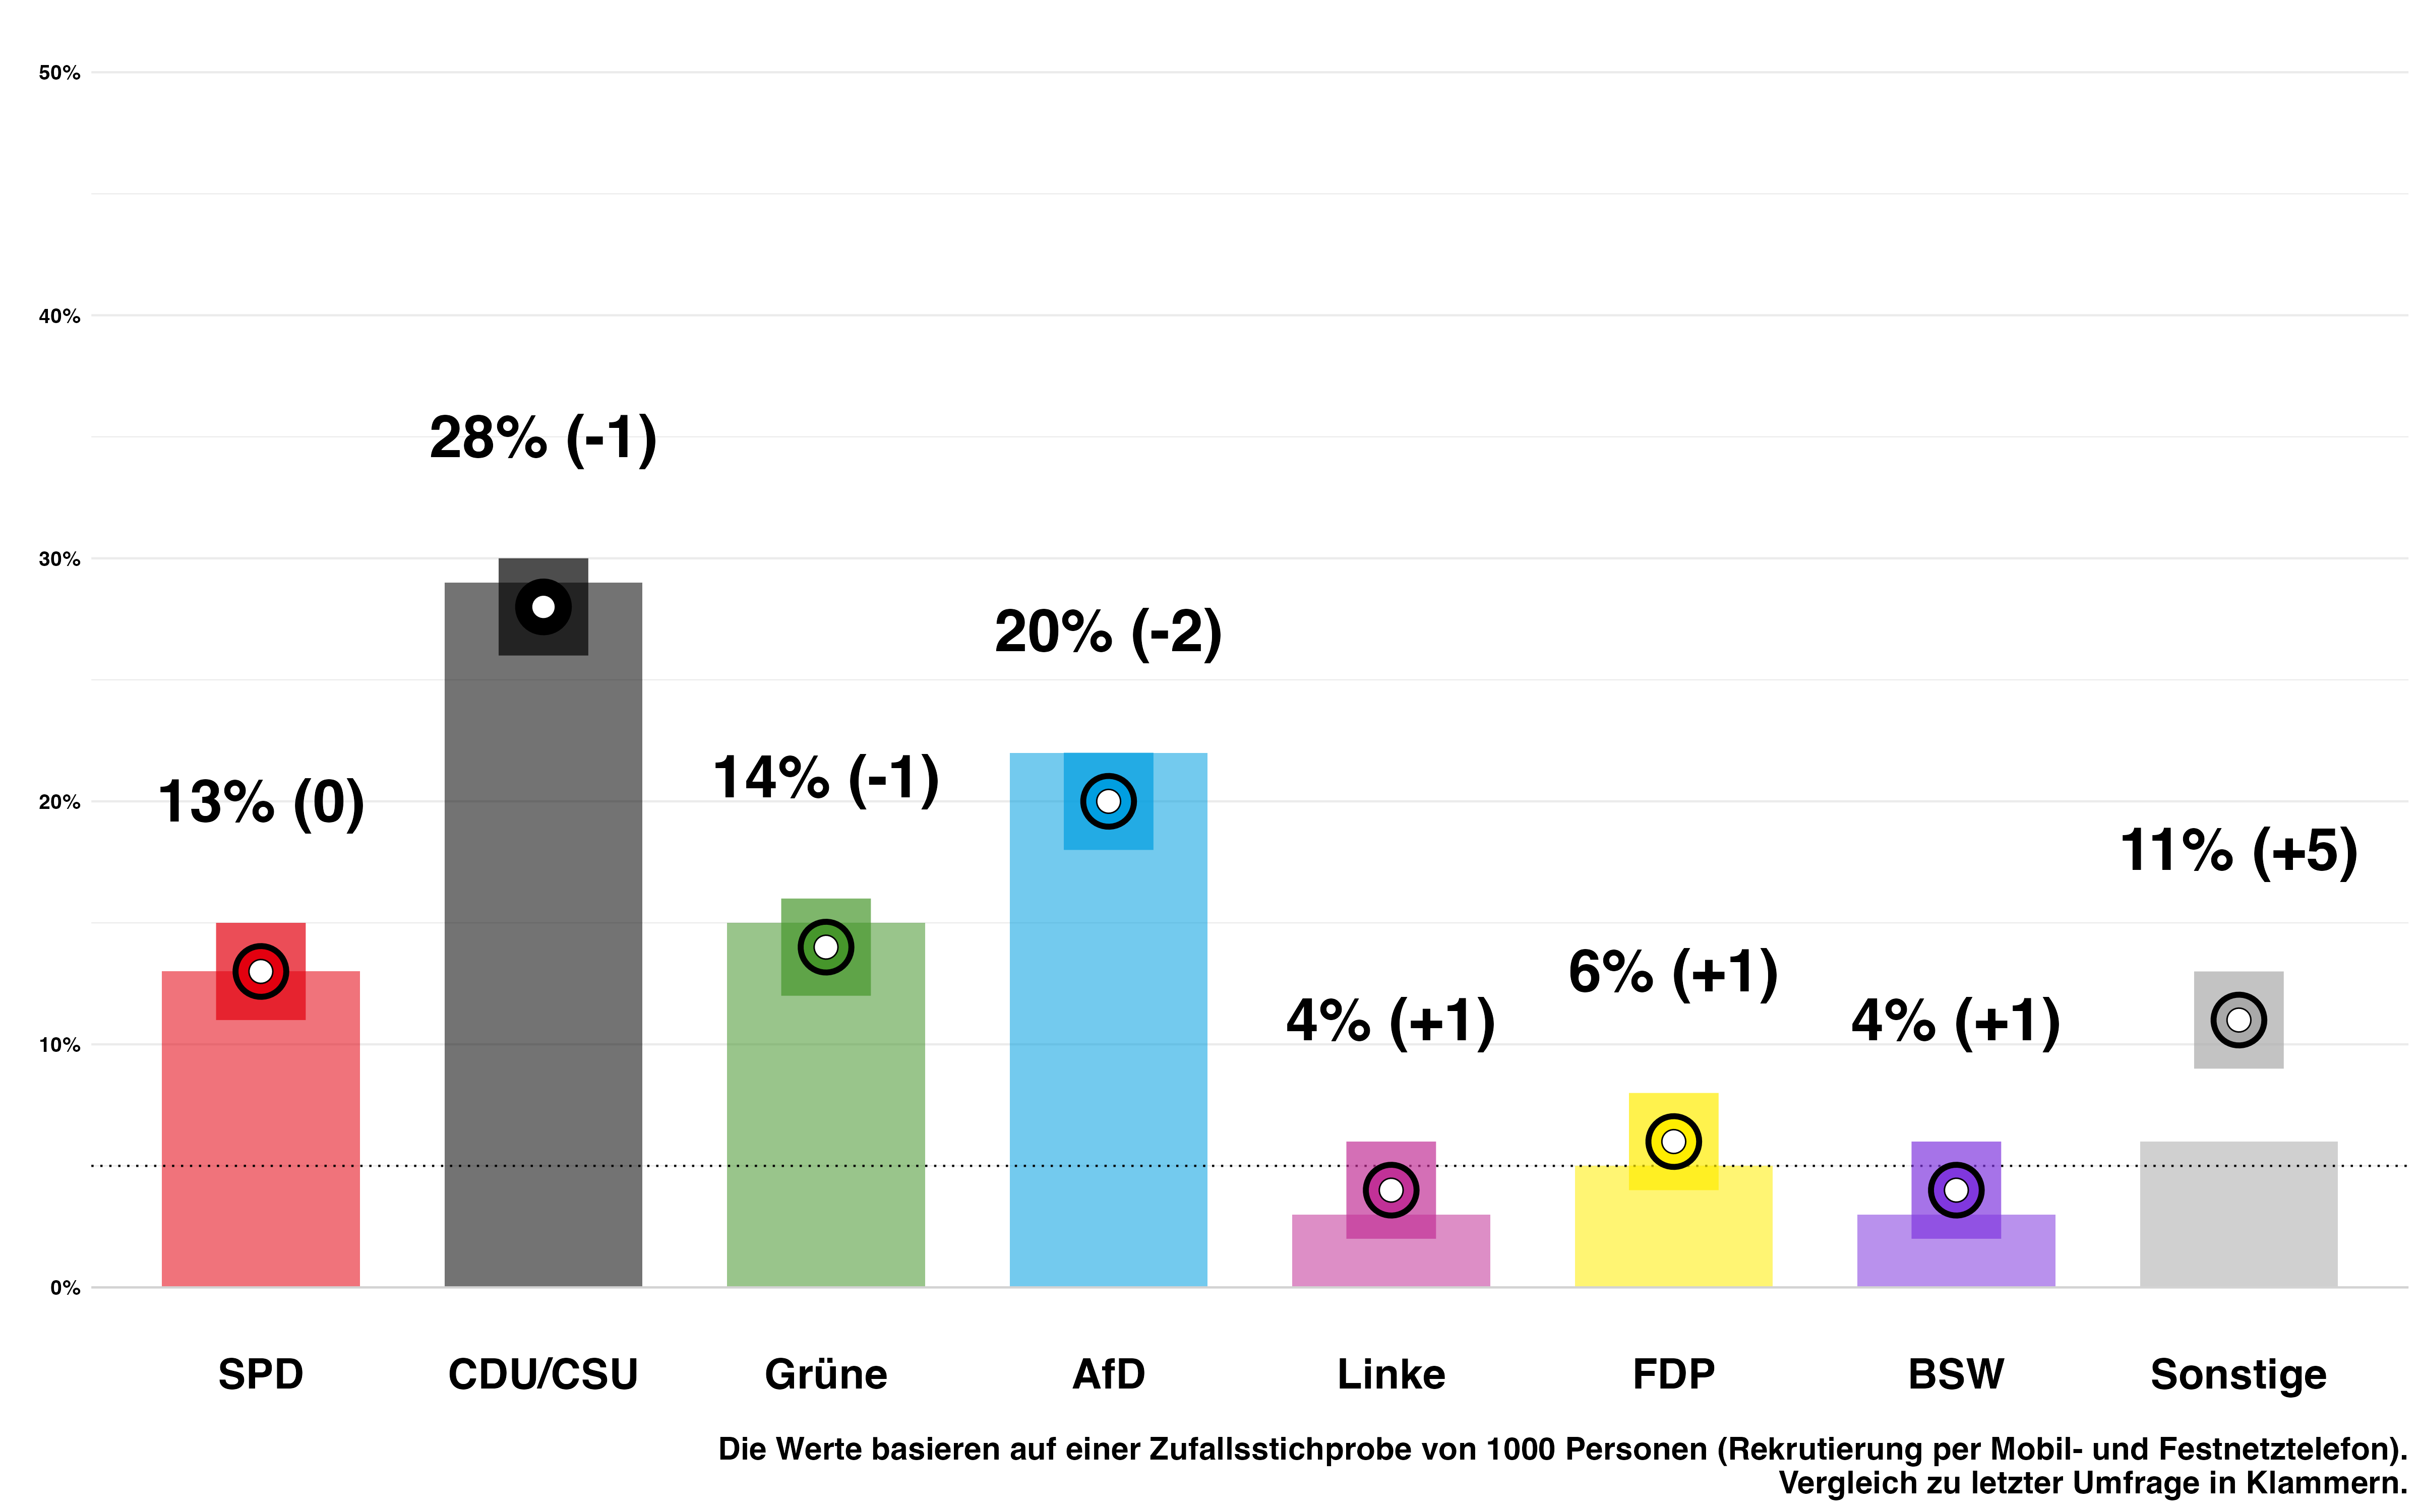 50%
40%
30%
20%
10%
0%
13% (0)
28% (-1)
14% (-1)
20% (-2)
4% (+1)
6% (+1)
4% (+1)
11% (+5)
SPD
CDU/CSU
Grüne
AfD
Linke
FDP
BSW
Sonstige
Die Werte basieren auf einer Zufallsstichprobe von 1000 Personen (Rekrutierung per Mobil- und Festnetztelefon).
Vergleich zu letzter Umfrage in Klammern.